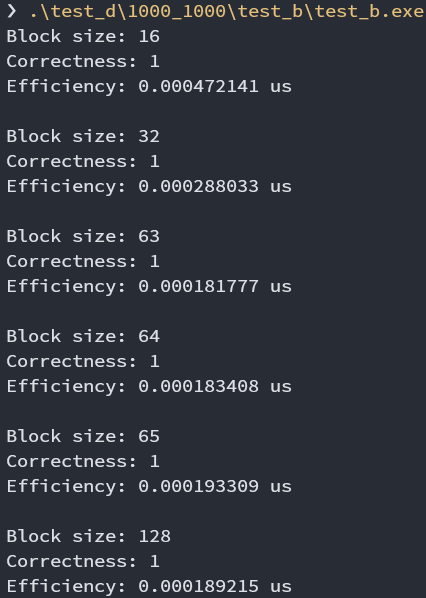 ❯ .\test_d\1000_1000\test_b\test_b.exe
Block size: 16
Correctness: 1
Efficiency: 0.000472141 us
Block size: 32
Correctness: 1
Efficiency: 0.000288033 us
Block size: 63
Correctness: 1
Efficiency: 0.000181777 us
Block size: 64
Correctness: 1
Efficiency: 0.000183408 us
Block size: 65
Correctness: 1
Efficiency: 0.000193309 us
Block size: 128
Correctness: 1
Efficiency: 0.000189215 us